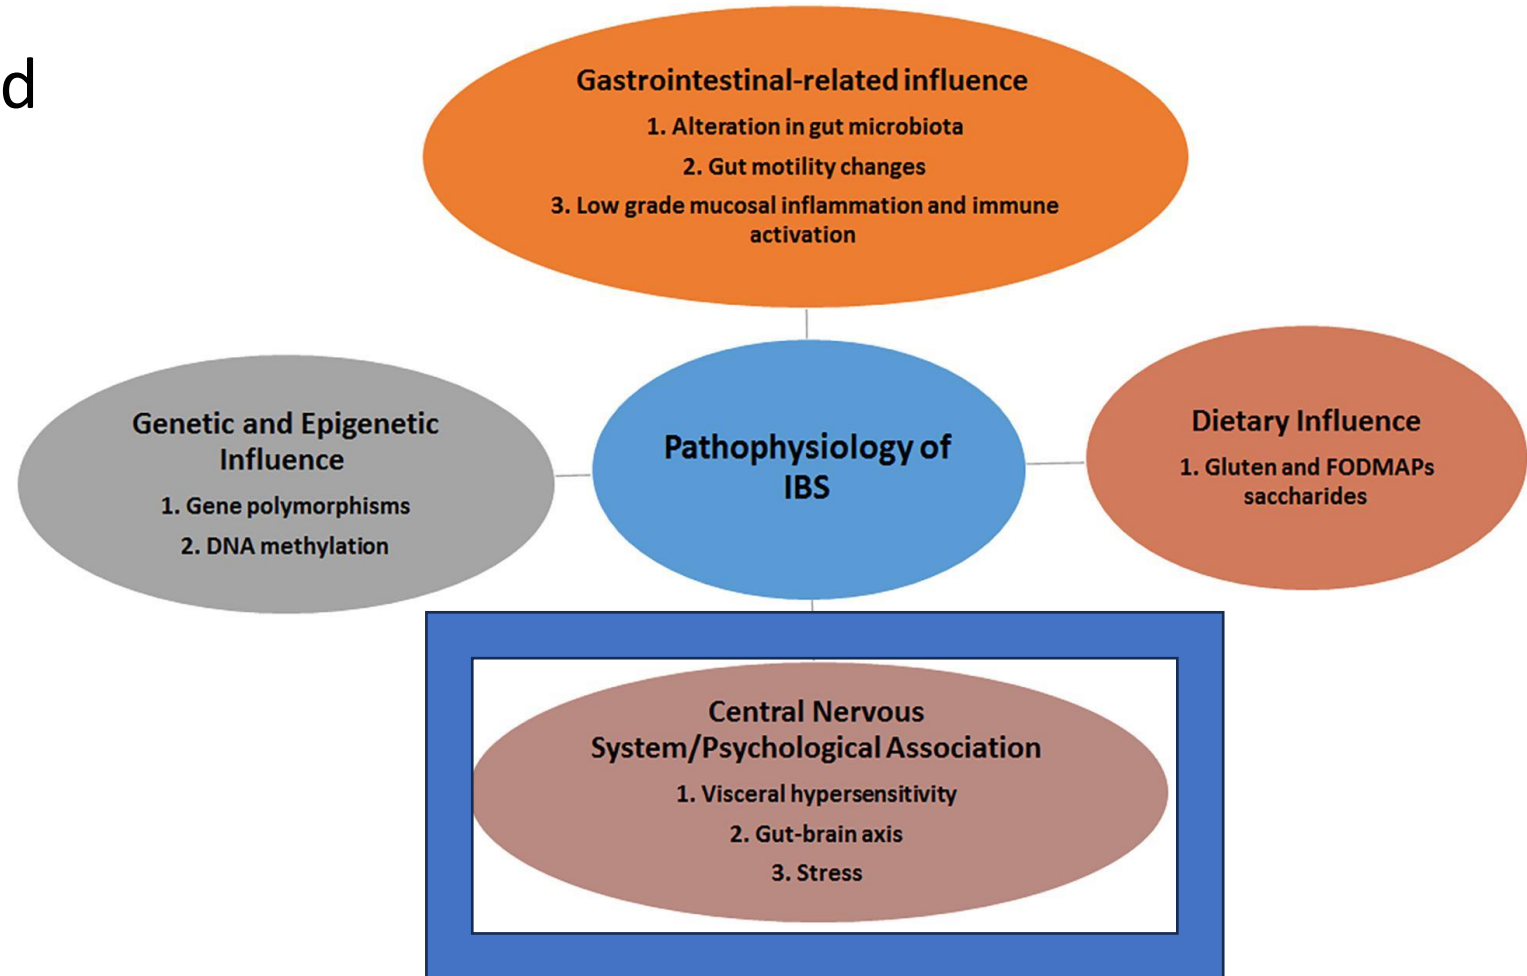 d
Gastrointestinal-related influence
1. Alteration in gut microbiota
2. Gut motility changes
3. Low grade mucosal inflammation and immune
activation
Genetic and Epigenetic
Influence
1. Gene polymorphisms
2. DNA methylation
Pathophysiology of
IBS
Dietary Influence
1. Gluten and FODMAPs
saccharides
Central Nervous
System/Psychological Association
1. Visceral hypersensitivity
2. Gut-brain axis
3. Stress